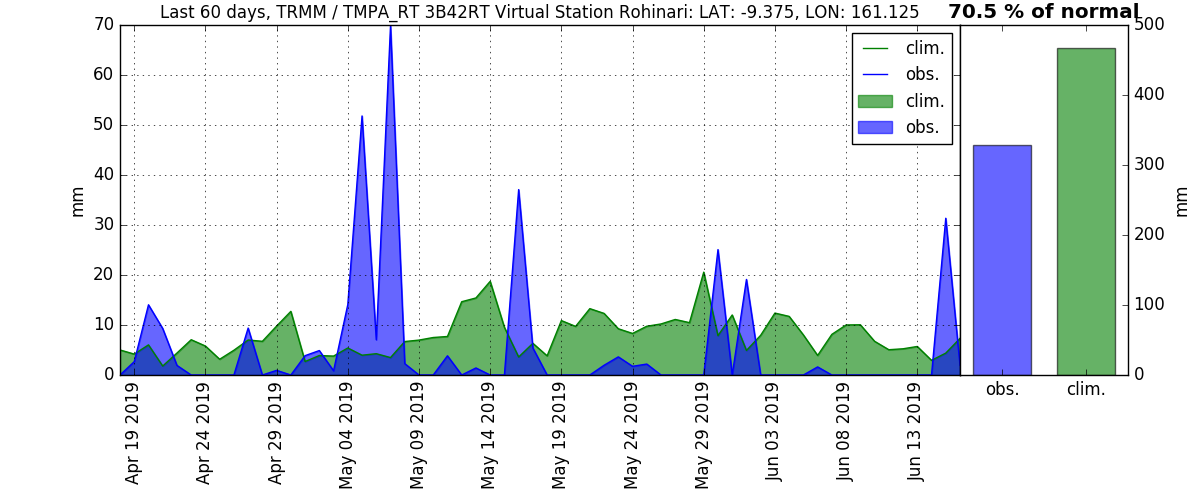 Last 60 days, TRMM / TMPA_RT 3B42RT Virtual Station Rohinari: LAT: -9.375, LON: 161.125
70.5 % of normal
70
60
50
40
30
20
10
0
mm
clim.
obs.
clim.
obs.
500
400
300
200
100
0
mm
obs.
clim.
Apr 19 2019
Apr 24 2019
Apr 29 2019
May 04 2019
May 09 2019
May 14 2019
May 19 2019
May 24 2019
May 29 2019
Jun 03 2019
Jun 08 2019
Jun 13 2019